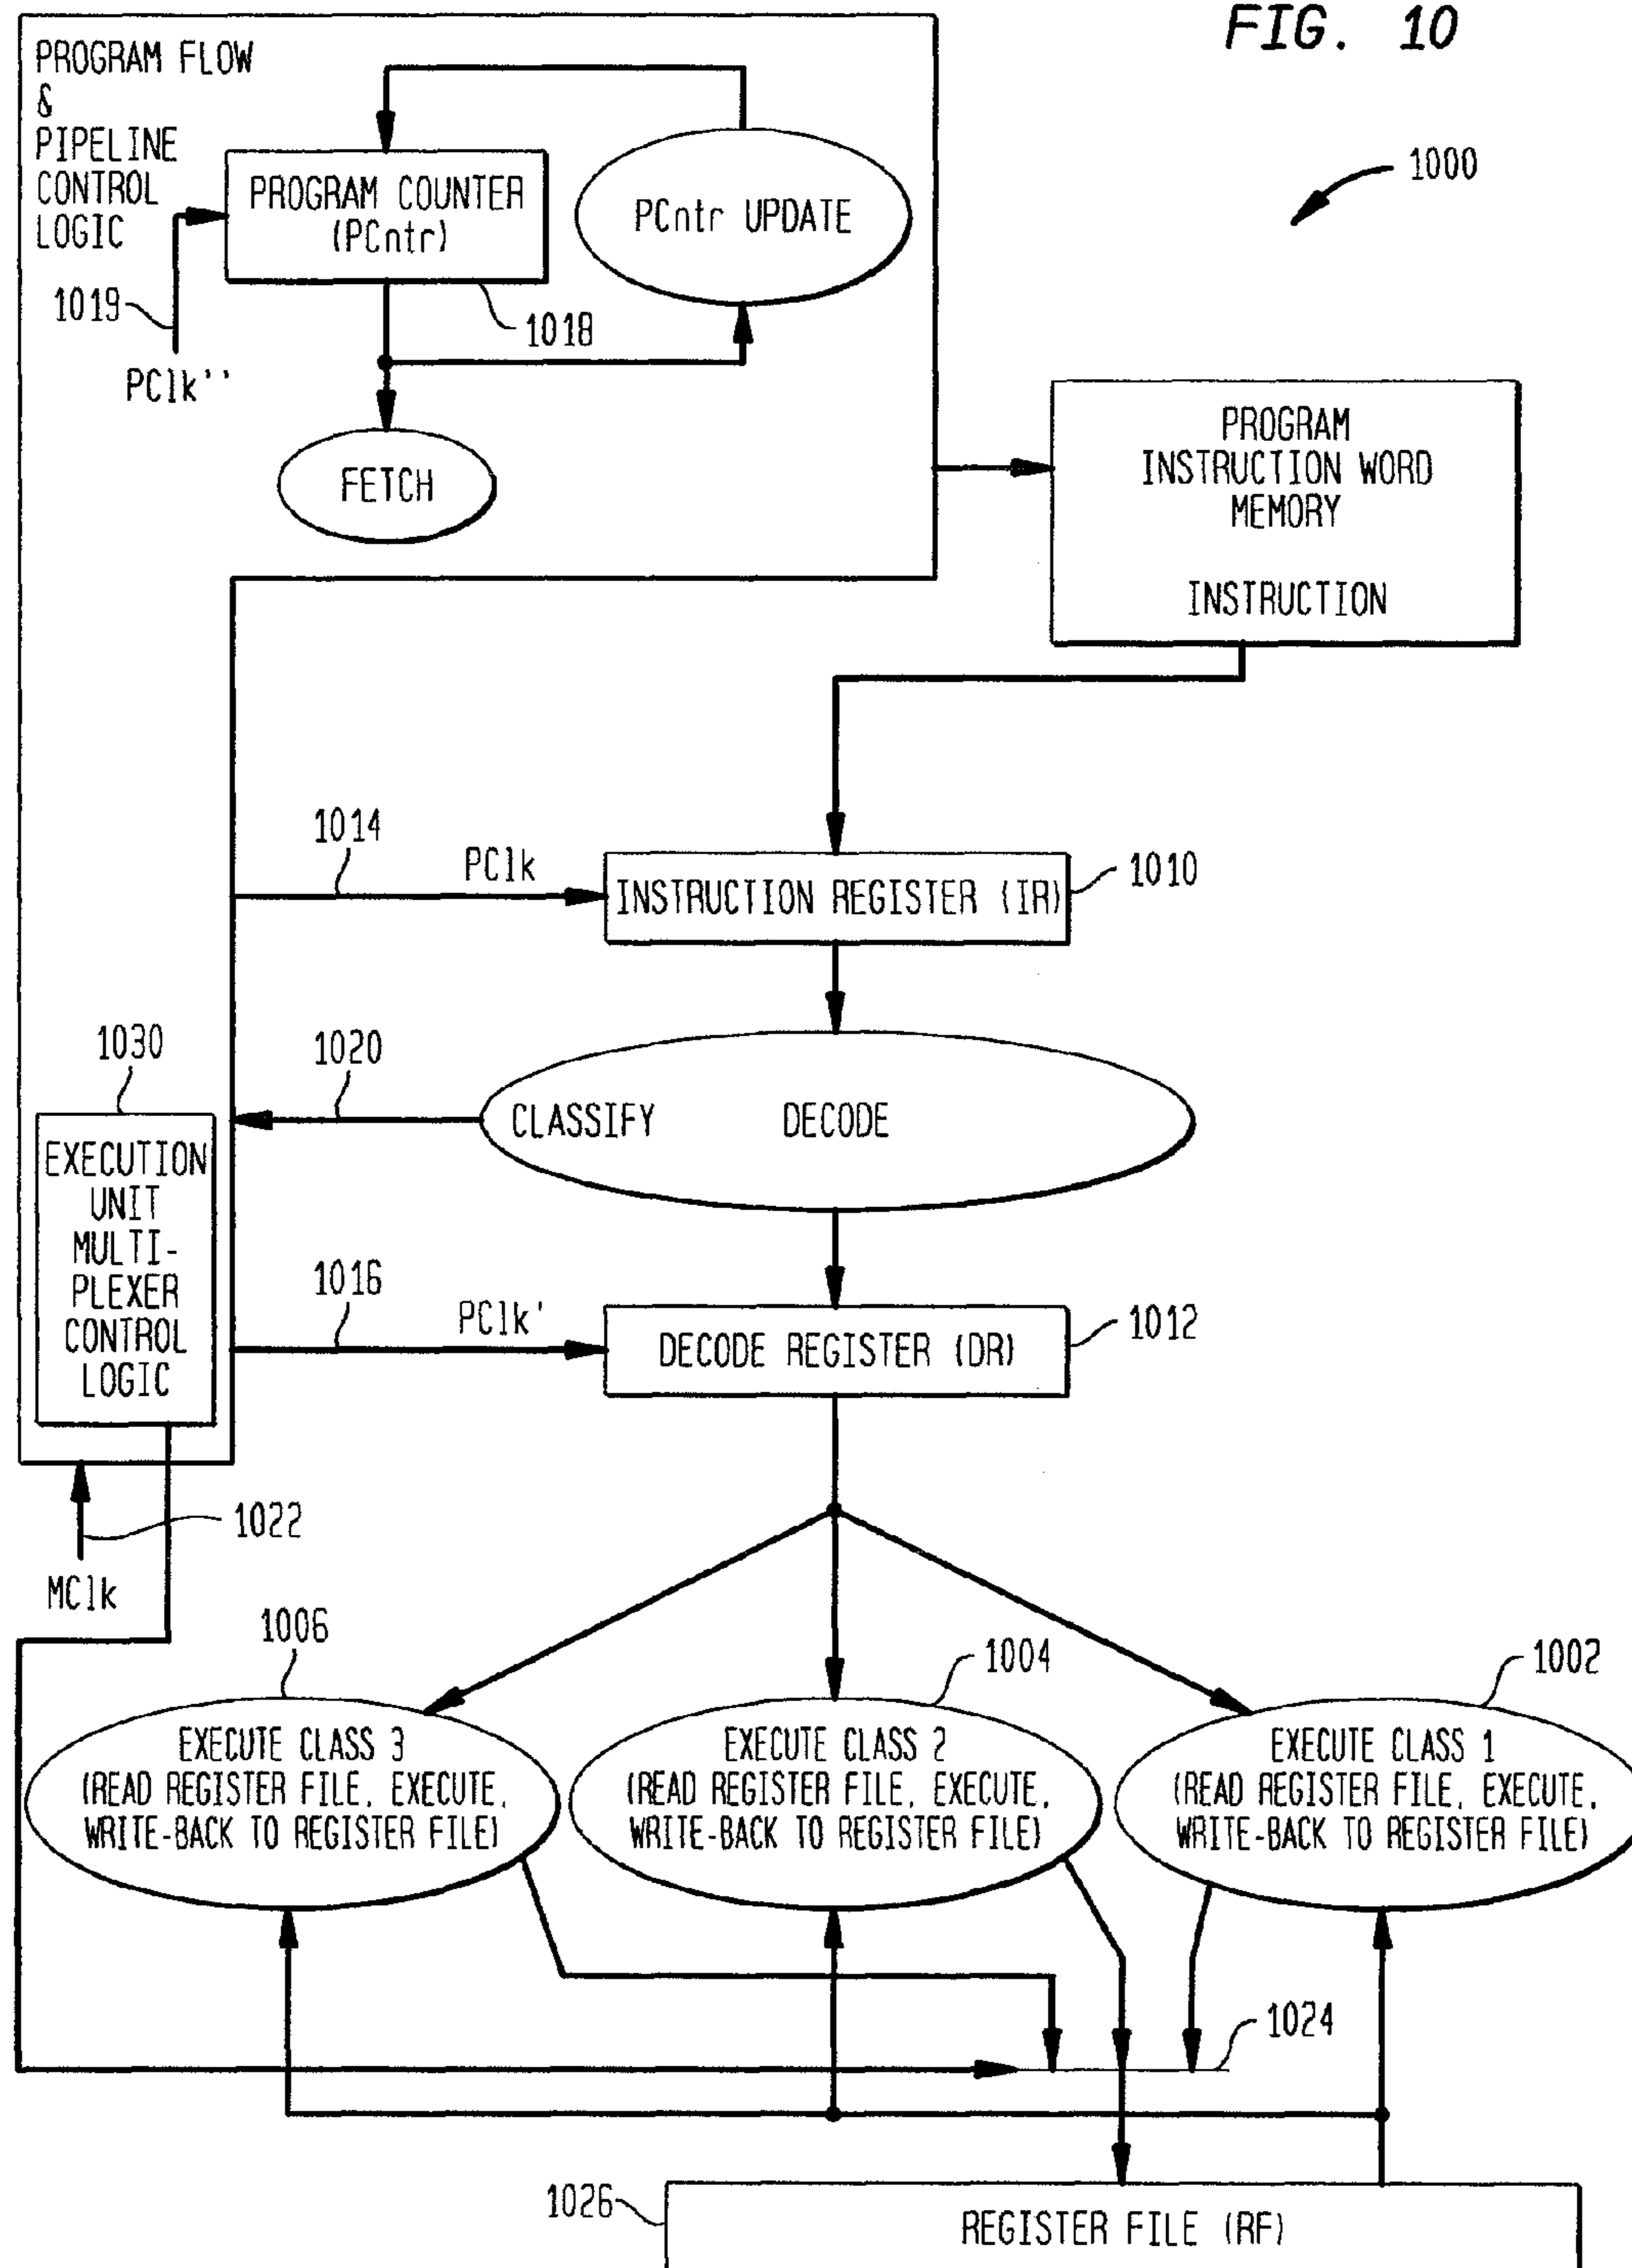 FIG. 10
PROGRAM FLOW
&
PIPELINE
CONTROL
LOGIC
PROGRAM COUNTER
(PCntr)
PCntr UPDATE
1000
1019
1018
PClk''
FETCH
PROGRAM
INSTRUCTION WORD
MEMORY
INSTRUCTION
1014
PClk
INSTRUCTION REGISTER (IR)
1010
1030
1020
CLASSIFY
DECODE
EXECUTION
UNIT
MULTI-
PLEXER
CONTROL
LOGIC
1016
PClk'
DECODE REGISTER (DR)
1012
1022
MClk
1006
1004
1002
EXECUTE CLASS 3
(READ REGISTER FILE, EXECUTE,
WRITE-BACK TO REGISTER FILE)
EXECUTE CLASS 2
(READ REGISTER FILE, EXECUTE,
WRITE-BACK TO REGISTER FILE)
EXECUTE CLASS 1
(READ REGISTER FILE, EXECUTE,
WRITE-BACK TO REGISTER FILE)
1024
1026
REGISTER FILE (RF)